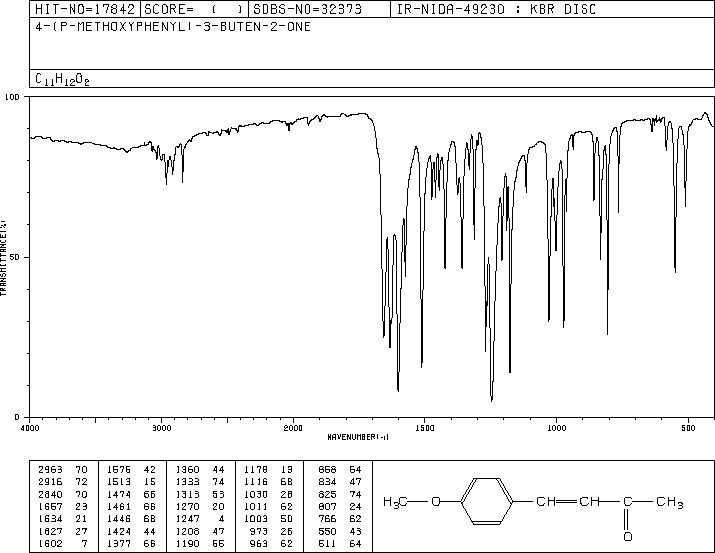 HIT-NO=17842 SCORE= ( ) SDBS-NO=32373 IR-NIDA-49230 : KBR DISC
4-(P-METHOXYPHENYL)-3-BUTEN-2-ONE
C11H12O2
100
50
0
TRANSMITTANCE(%)
4000 3000 2000 1500 1000 500
WAVENUMBER(-1)
2963 70 1576 42 1360 44 1178 13 858 64
2916 72 1513 15 1333 74 1116 68 834 47
2840 70 1474 66 1313 53 1030 28 825 74
1657 23 1461 66 1270 20 1011 62 807 24
1634 21 1446 68 1247 4 1003 50 766 62
1627 27 1424 44 1208 47 973 26 550 43
1602 7 1377 66 1190 55 963 62 511 64
H3C O CH CH C CH3
O